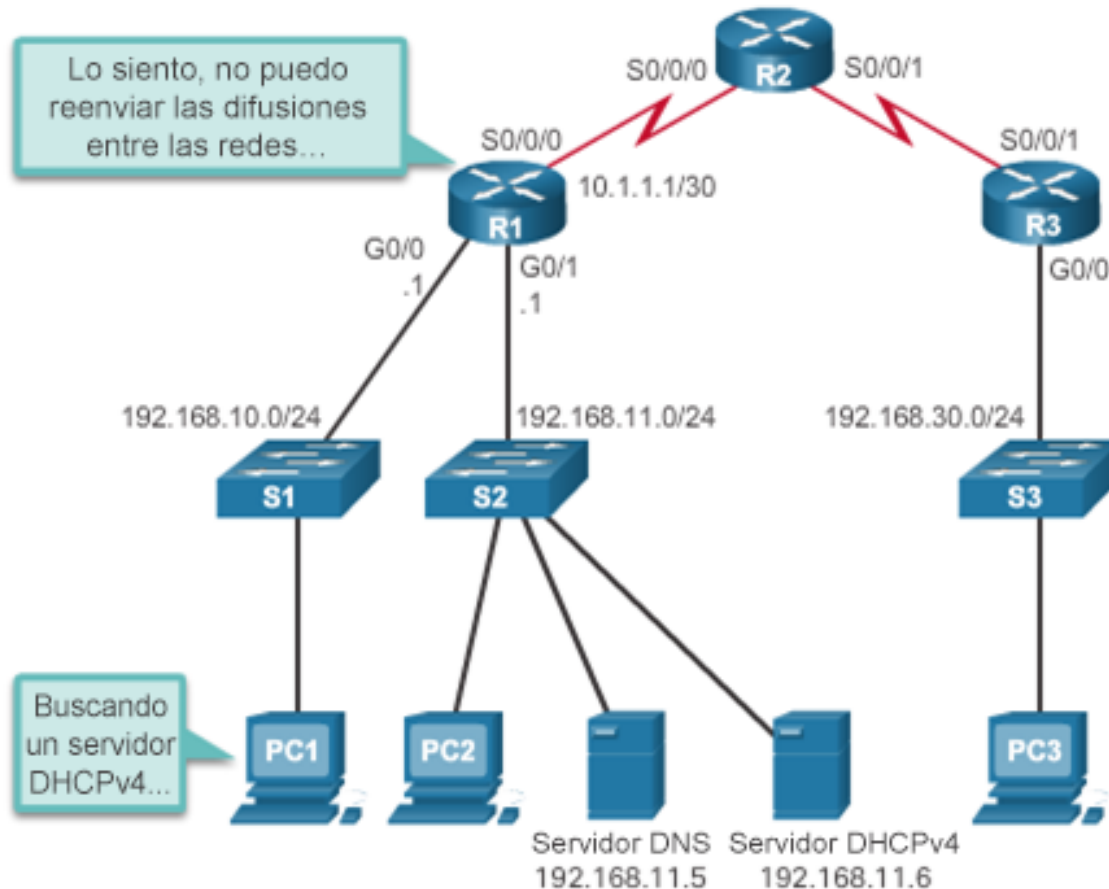 Lo siento, no puedo
reenviar las difusiones
entre las redes...
S0/0/0
R2
S0/0/1
S0/0/0
S0/0/1
10.1.1.1/30
R1
R3
G0/0
.1
G0/1
.1
G0/0
192.168.10.0/24
192.168.11.0/24
192.168.30.0/24
S1
S2
S3
Buscando
un servidor
DHCPv4...
PC1
PC2
PC3
Servidor DNS
192.168.11.5
Servidor DHCPv4
192.168.11.6